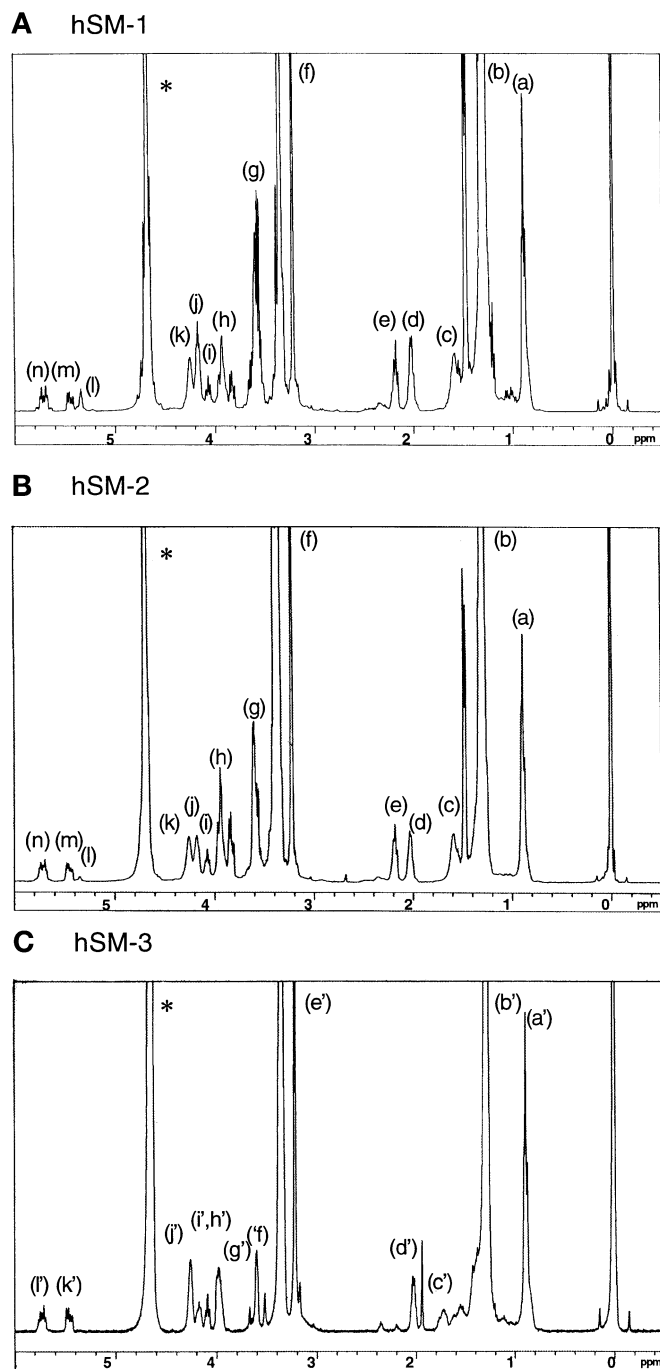 A hSM-1
* (f) (b) (a)
(g)
(j)
(k) (h) (e) (d)
(i) (c)
(n) (m) (l)
5 4 3 2 1 0 ppm
B hSM-2
* (f) (b)
(a)
(g)
(h)
(j) (e)
(k) (i) (d) (c)
(n) (m) (l)
5 4 3 2 1 0 ppm
C hSM-3
* (e') (b') (a')
(i',h')
(j') (g') ('f) (d')
(l') (k') (c')
5 4 3 2 1 0 ppm